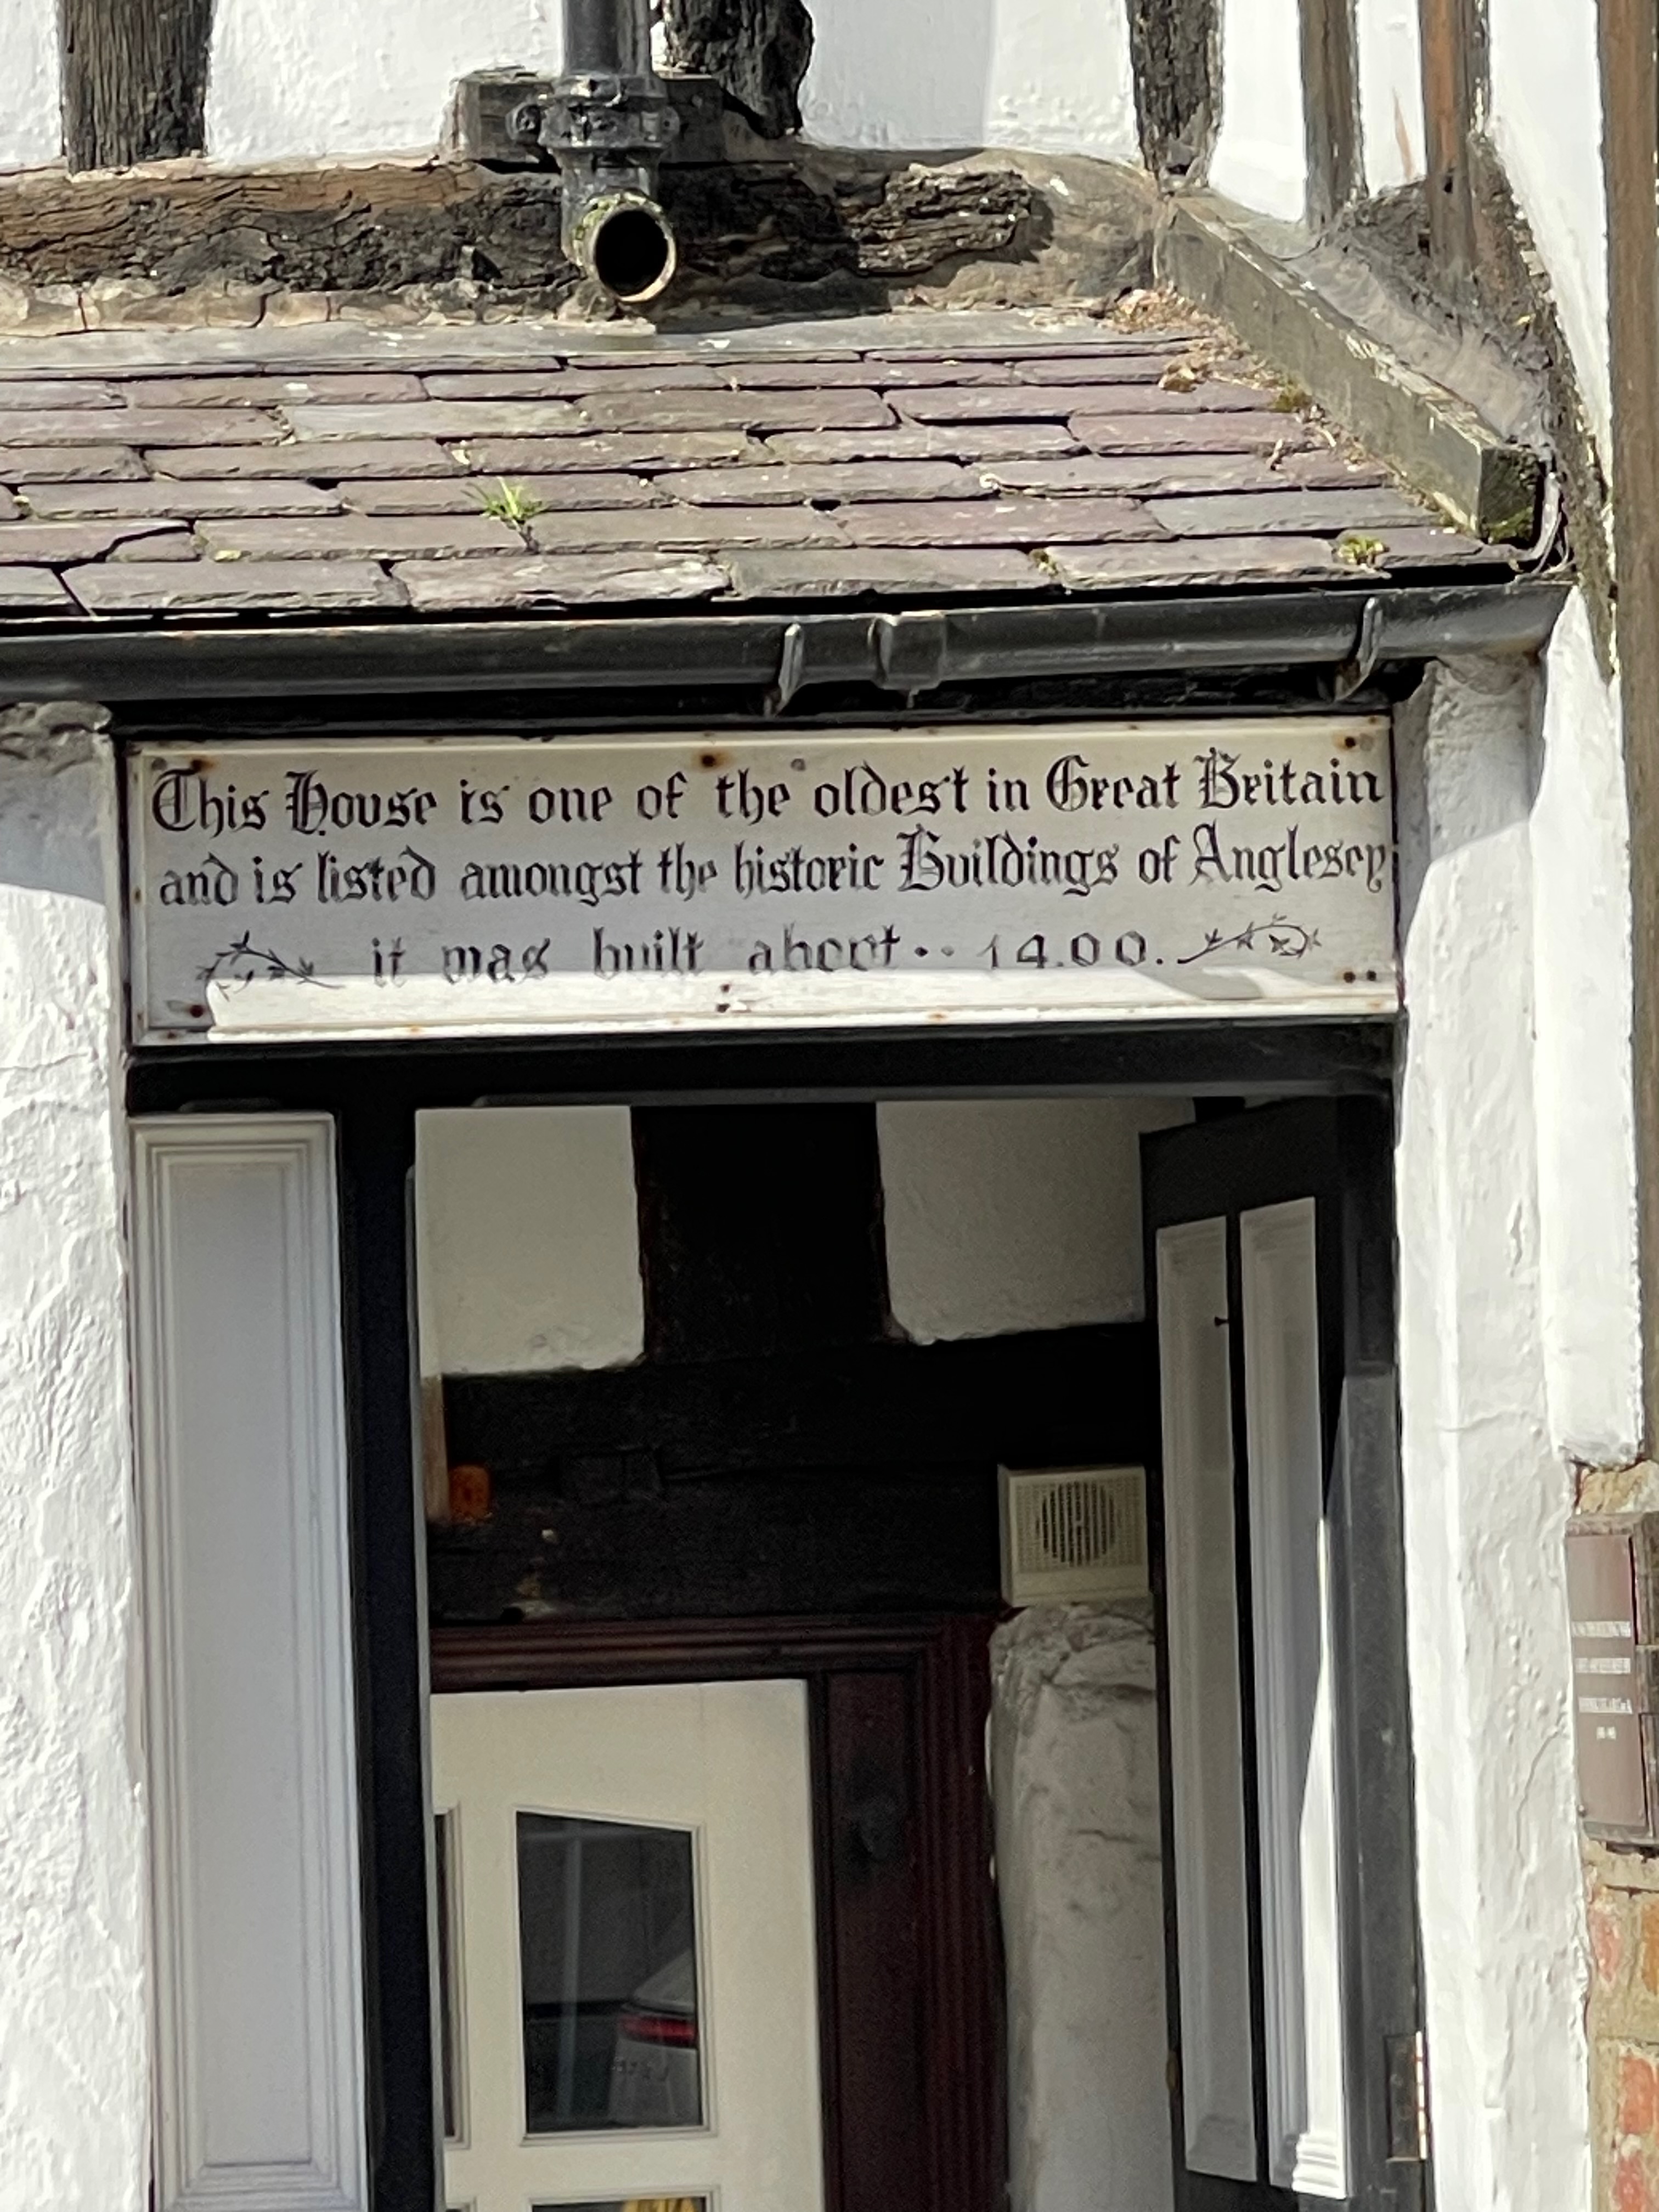 This House is one of the oldest in Great Britain
and is listed amongst the historic Buildings of Anglesey
it was built about.. 1400.